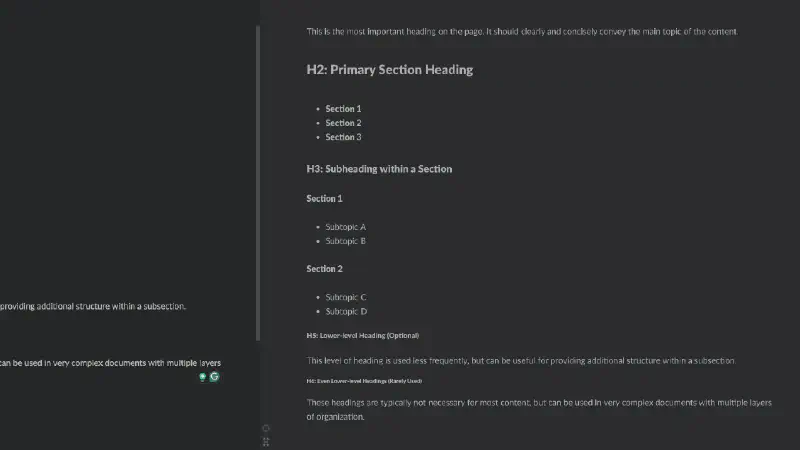 This is the most important heading on the page. It should clearly and concisely convey the main topic of the content
H2: Primary Section Heading
Section 1
Section 2
Section 3
H3: Subheading within a Section
Section 1
Subtopic A
Subtopic B
Section 2
Subtopic C
Subtopic D
H5: Lower-level Heading (Optional)
This level of heading is used less frequently, but can be useful for providing additional structure within a subsection.
H6: Even Lower-level Headings (Rarely Used)
These headings are typically not necessary for most content, but can be used in very complex documents with multiple layers
of organization.
providing additional structure within a subsection.
can be used in very complex documents with multiple layers